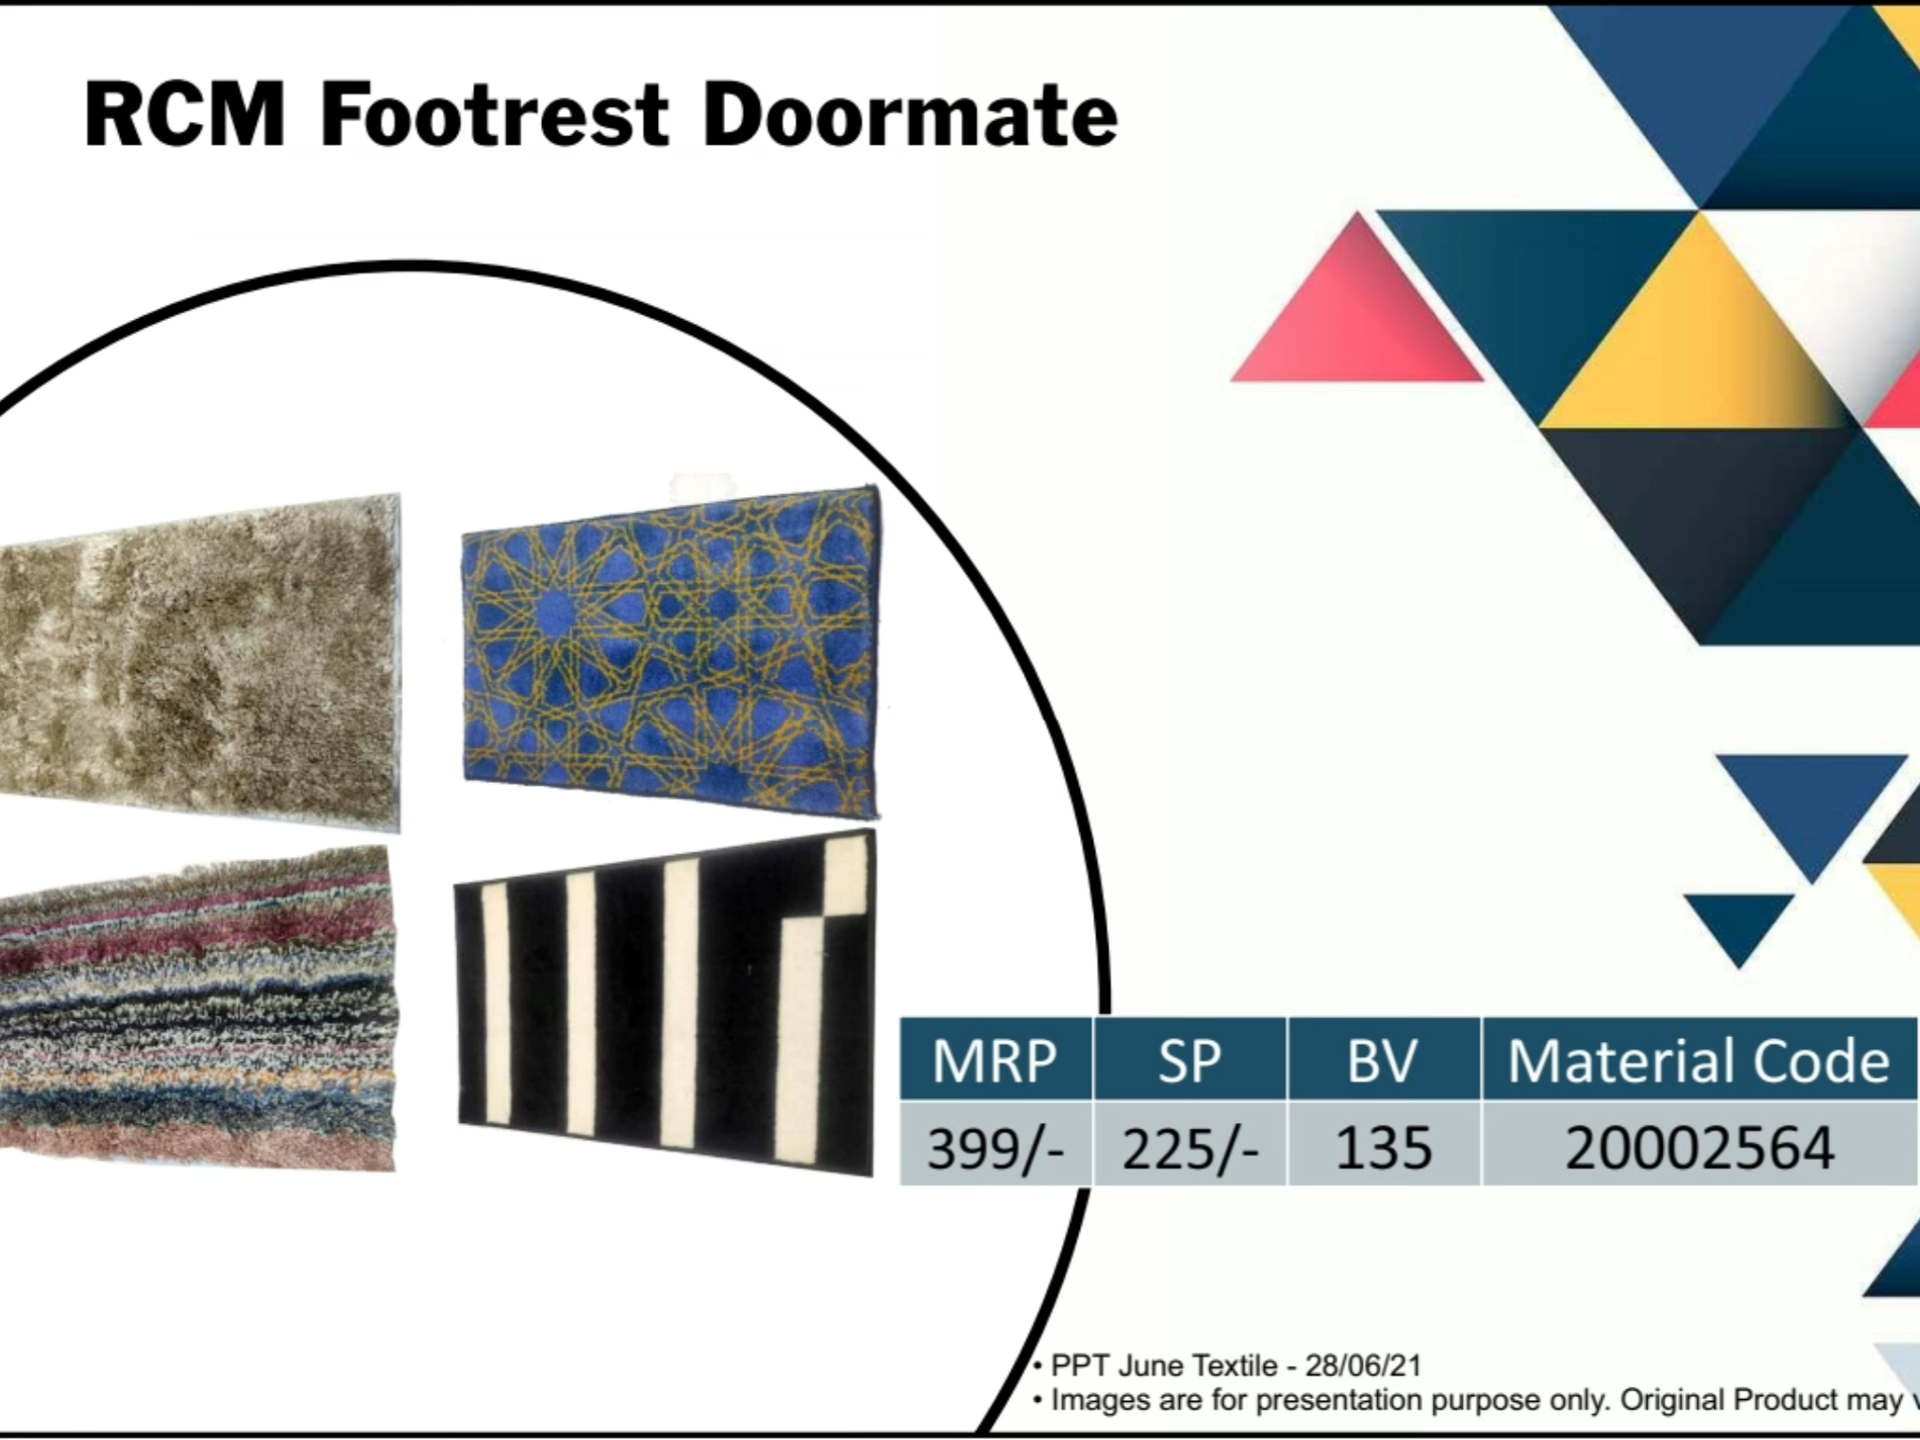 RCM Footrest Doormate
MRP SP BV Material Code
399/- 225/- 135 20002564
• PPT June Textile - 28/06/21
• Images are for presentation purpose only. Original Product may